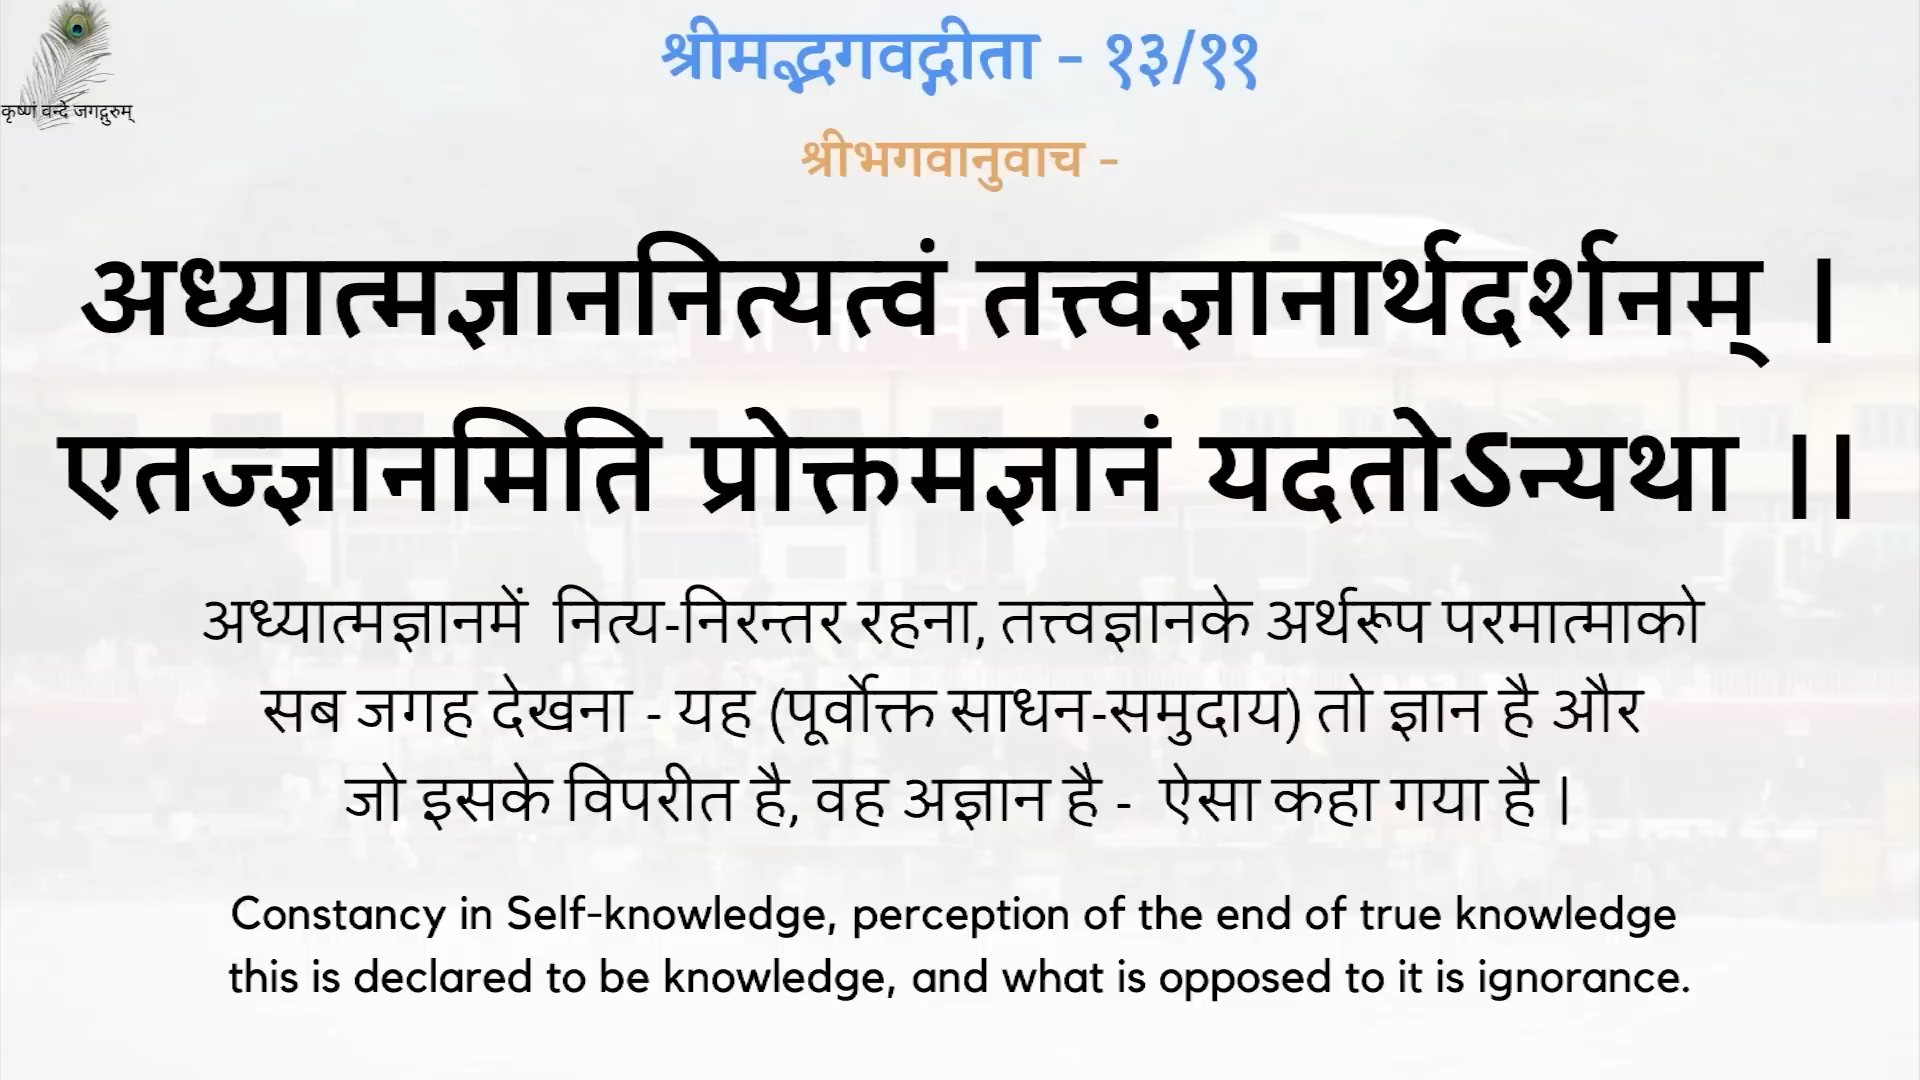 श्रीमद्भगवद्गीता - १३/११
कृष्णं वन्दे जगद्गुरुम्
श्रीभगवानुवाच -
अध्यात्मज्ञाननित्यत्वं तत्त्वज्ञानार्थदर्शनम् ।
एतज्ज्ञानमिति प्रोक्तमज्ञानं यदतोऽन्यथा ।।
अध्यात्मज्ञानमें नित्य-निरन्तर रहना, तत्त्वज्ञानके अर्थरूप परमात्माको
सब जगह देखना - यह (पूर्वोक्त साधन-समुदाय) तो ज्ञान है और
जो इसके विपरीत है, वह अज्ञान है - ऐसा कहा गया है |
Constancy in Self-knowledge, perception of the end of true knowledge
this is declared to be knowledge, and what is opposed to it is ignorance.